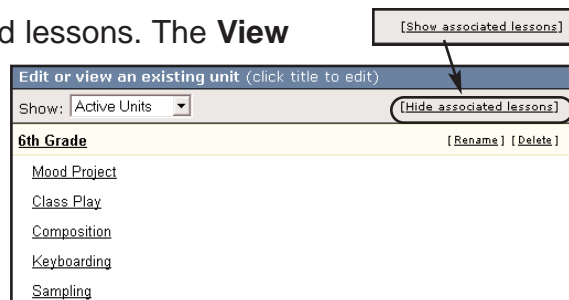 d lessons. The View
[Show associated lessons]
Edit or view an existing unit (click title to edit)
Show: Active Units
[Hide associated lessons]
6th Grade
[Rename] [Delete]
Mood Project
Class Play
Composition
Keyboarding
Sampling